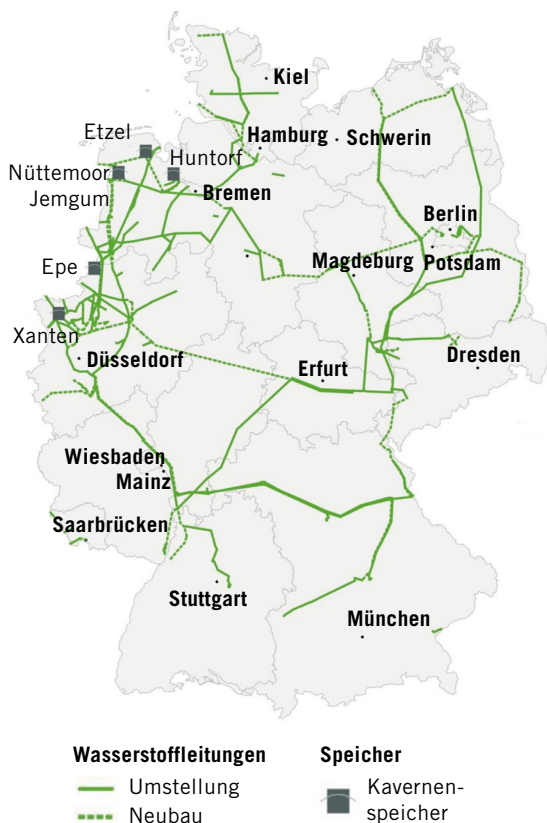 Kiel
Etzel
Hamburg
Schwerin
Huntorf
Nüttemoor
Jemgum
Bremen
Berlin
Epe
Magdeburg
Potsdam
Xanten
Düsseldorf
Erfurt
Dresden
Wiesbaden
Mainz
Saarbrücken
Stuttgart
München
Wasserstoffleitungen
Umstellung
Neubau
Speicher
Kavernen-
speicher